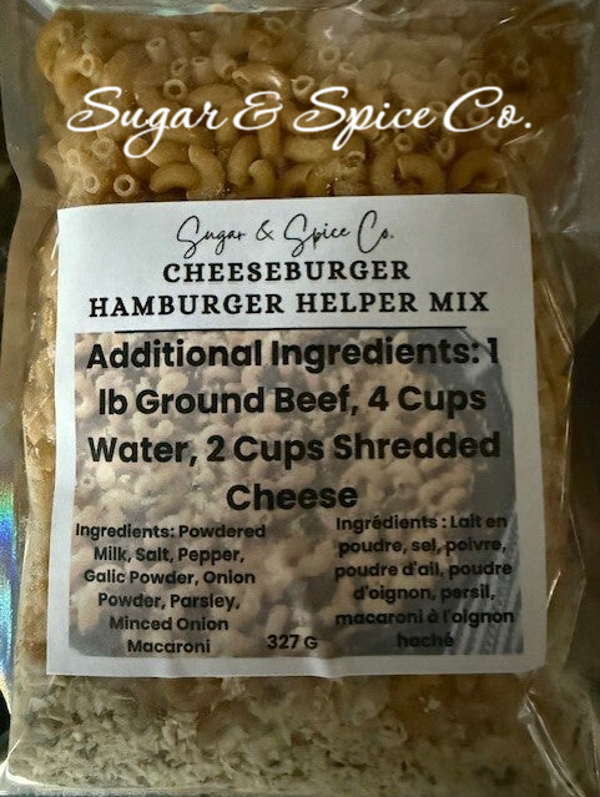 Sugar & Spice Co.
Sugar & Spice Co.
CHEESEBURGER
HAMBURGER HELPER MIX
Additional Ingredients: 1
lb Ground Beef, 4 Cups
Water, 2 Cups Shredded
Cheese
Ingredients: Powdered
Milk, Salt, Pepper,
Galic Powder, Onion
Powder, Parsley,
Minced Onion
Macaroni
327 G
Ingrédients : Lait en
poudre, sel, poivre,
poudre d'ail, poudre
d'oignon, persil,
macaroni à l'oignon
haché